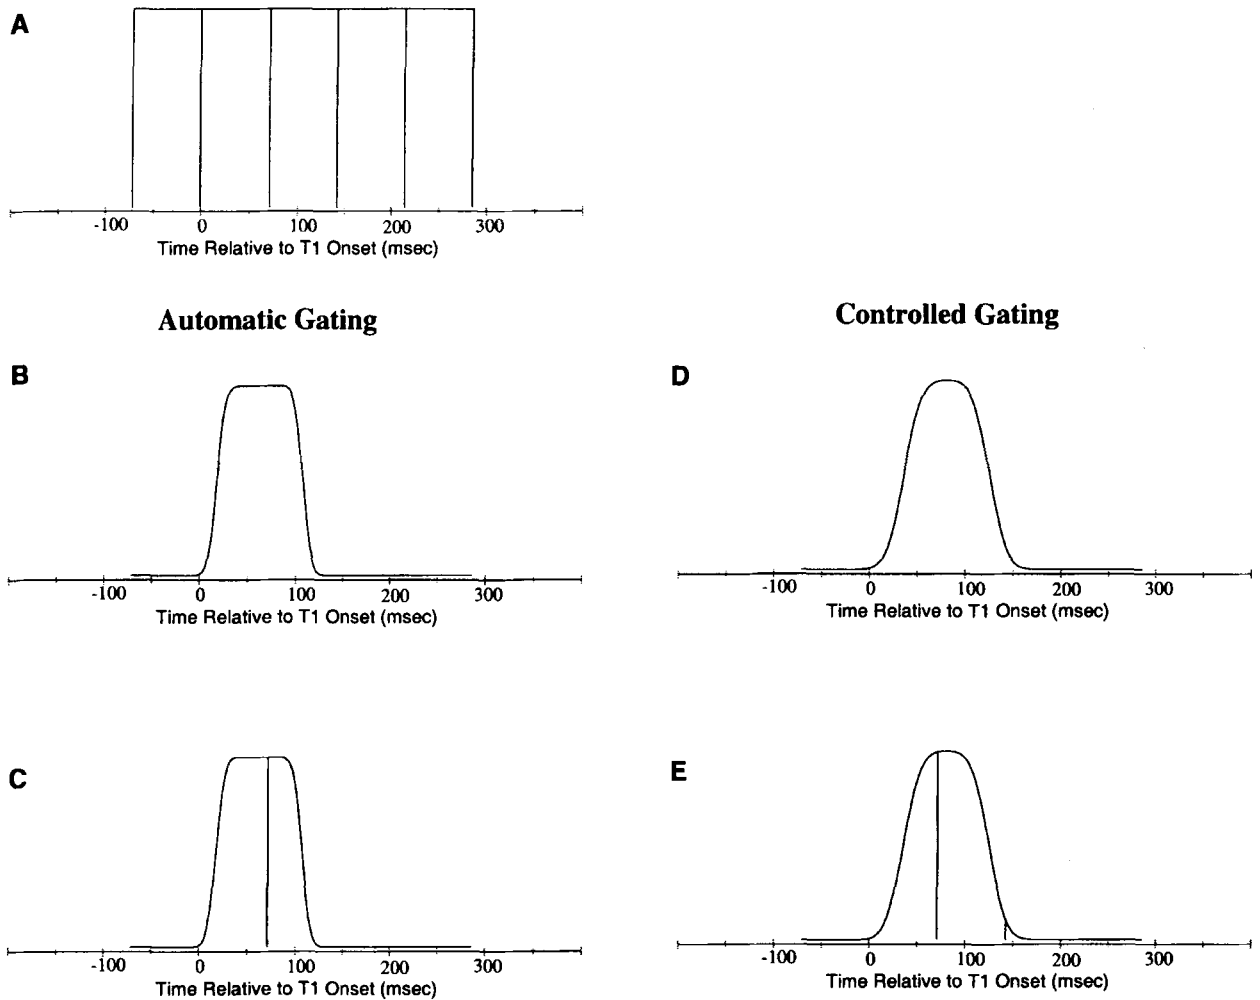 A
-100 0 100 200 300
Time Relative to T1 Onset (msec)
Automatic Gating
Controlled Gating
B
-100 0 100 200 300
Time Relative to T1 Onset (msec)
D
-100 0 100 200 300
Time Relative to T1 Onset (msec)
C
-100 0 100 200 300
Time Relative to T1 Onset (msec)
E
-100 0 100 200 300
Time Relative to T1 Onset (msec)